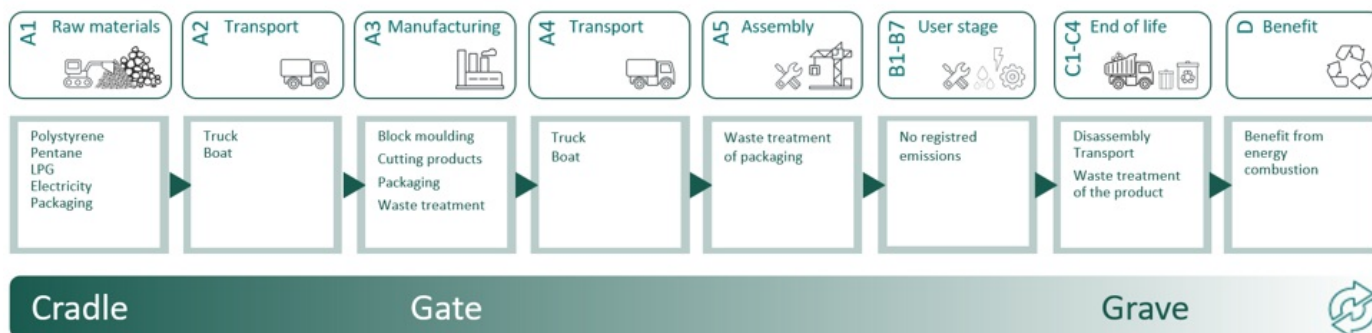 A1 Raw materials
A2 Transport
A3 Manufacturing
A4 Transport
A5 Assembly
B1-B7 User stage
C1-C4 End of life
D Benefit
Polystyrene
Pentane
LPG
Electricity
Packaging
Truck
Boat
Block moulding
Cutting products
Packaging
Waste treatment
Truck
Boat
Waste treatment
of packaging
No registred
emissions
Disassembly
Transport
Waste treatment
of the product
Benefit from
energy
combustion
Cradle
Gate
Grave